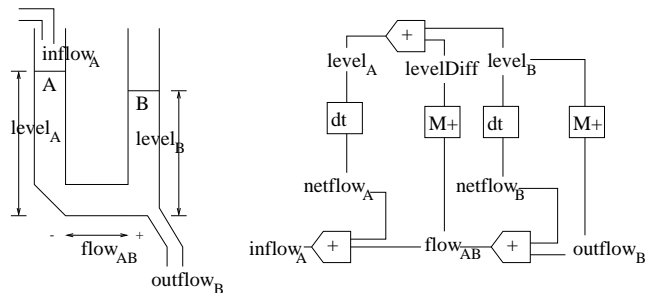 inflow_A
A
B
level_A
level_B
- +
flow_AB
outflow_B
+
level_A levelDiff level_B
dt M+ dt M+
netflow_A netflow_B
inflow_A + flow_AB + outflow_B